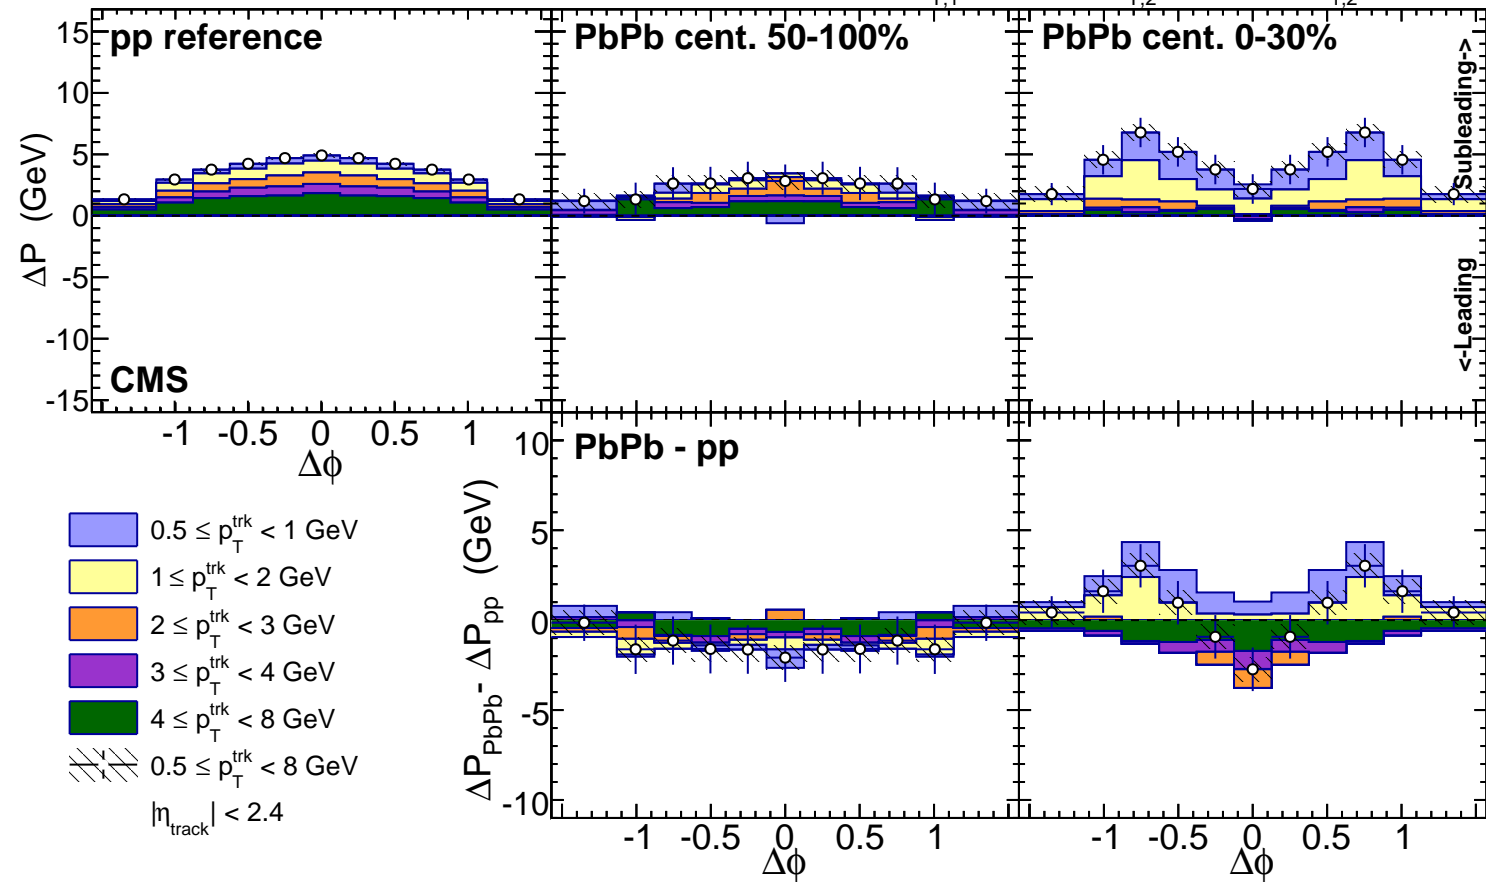 pp reference
PbPb cent. 50-100%
PbPb cent. 0-30%
15
10
5
0
-5
-10
-15
ΔP (GeV)
Subleading->
<-Leading
CMS
-1 -0.5 0 0.5 1
Δϕ
PbPb - pp
10
5
0
-5
-10
ΔP_PbPb - ΔP_pp (GeV)
0.5 ≤ p_T^trk < 1 GeV
1 ≤ p_T^trk < 2 GeV
2 ≤ p_T^trk < 3 GeV
3 ≤ p_T^trk < 4 GeV
4 ≤ p_T^trk < 8 GeV
0.5 ≤ p_T^trk < 8 GeV
|η_track| < 2.4
-1 -0.5 0 0.5 1
Δϕ
-1 -0.5 0 0.5 1
Δϕ